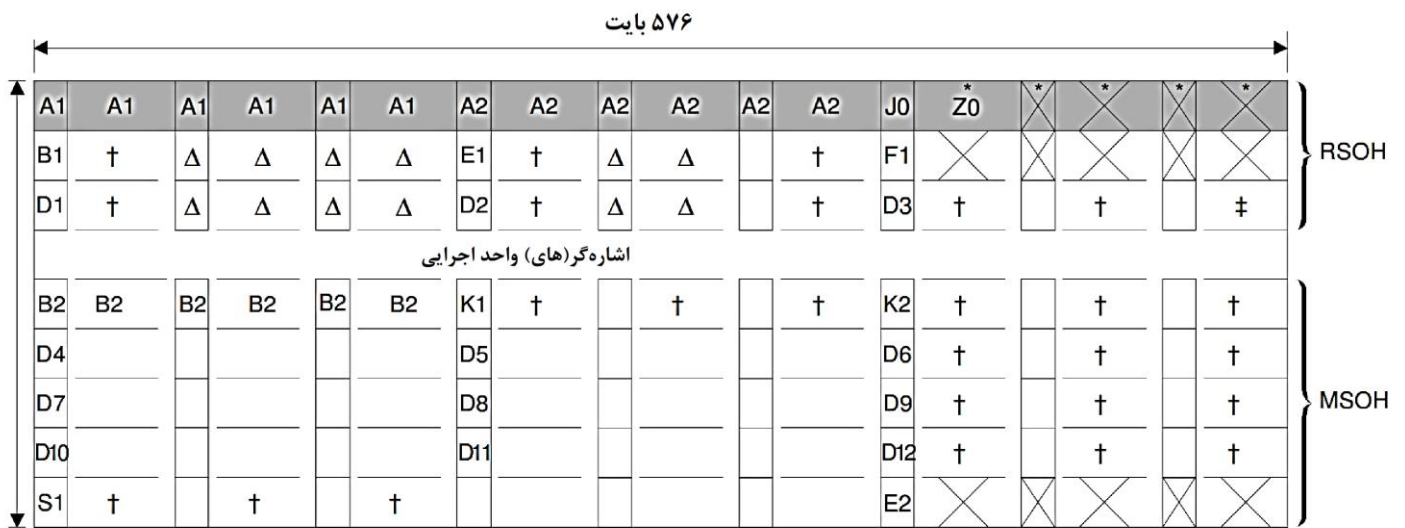 ۵۷۶ بایت
A1 A1 A1 A1 A1 A1 A2 A2 A2 A2 A2 A2 J0 Z0* * * * *
B1 † Δ Δ Δ Δ E1 † Δ Δ † F1
D1 † Δ Δ Δ Δ D2 † Δ Δ † D3 † † ‡
RSOH
اشاره‌گر(های) واحد اجرایی
B2 B2 B2 B2 B2 B2 K1 † † † K2 † † †
D4 D5 D6 † † †
D7 D8 D9 † † †
D10 D11 D12 † † †
S1 † † † E2
MSOH